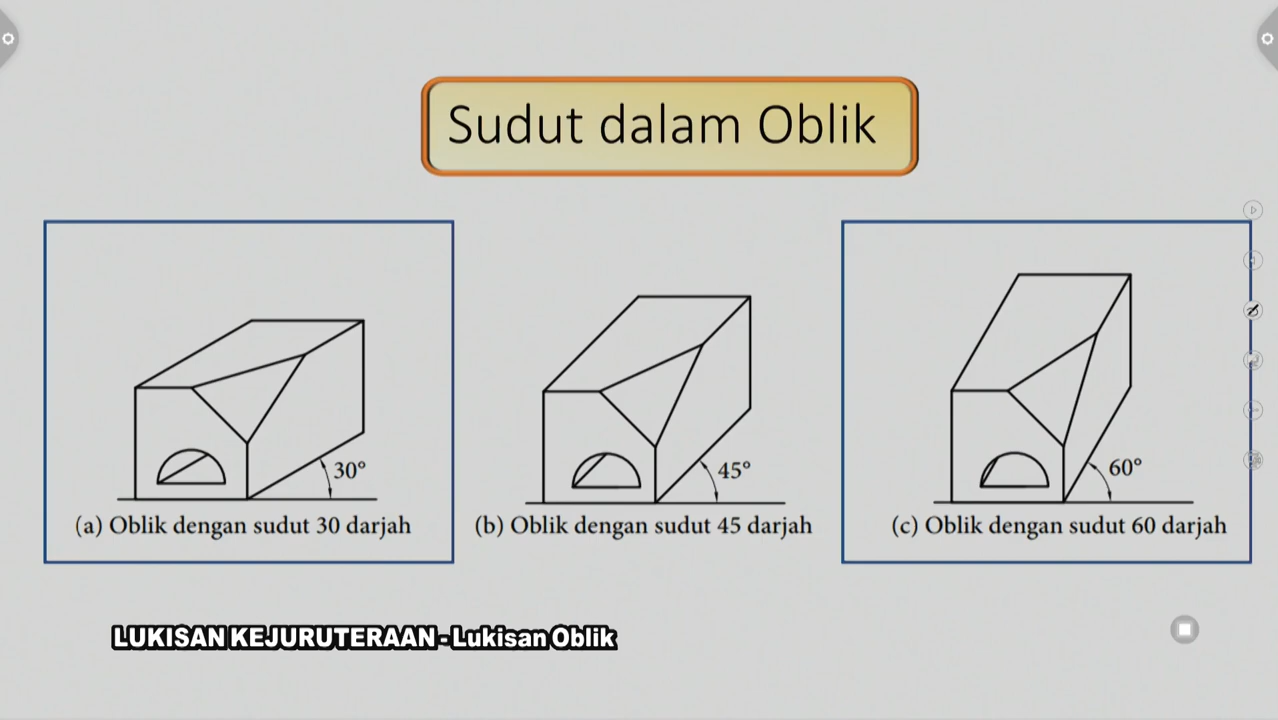 Sudut dalam Oblik
30°
(a) Oblik dengan sudut 30 darjah
45°
(b) Oblik dengan sudut 45 darjah
60°
(c) Oblik dengan sudut 60 darjah
LUKISAN KEJURUTERAAN - Lukisan Oblik